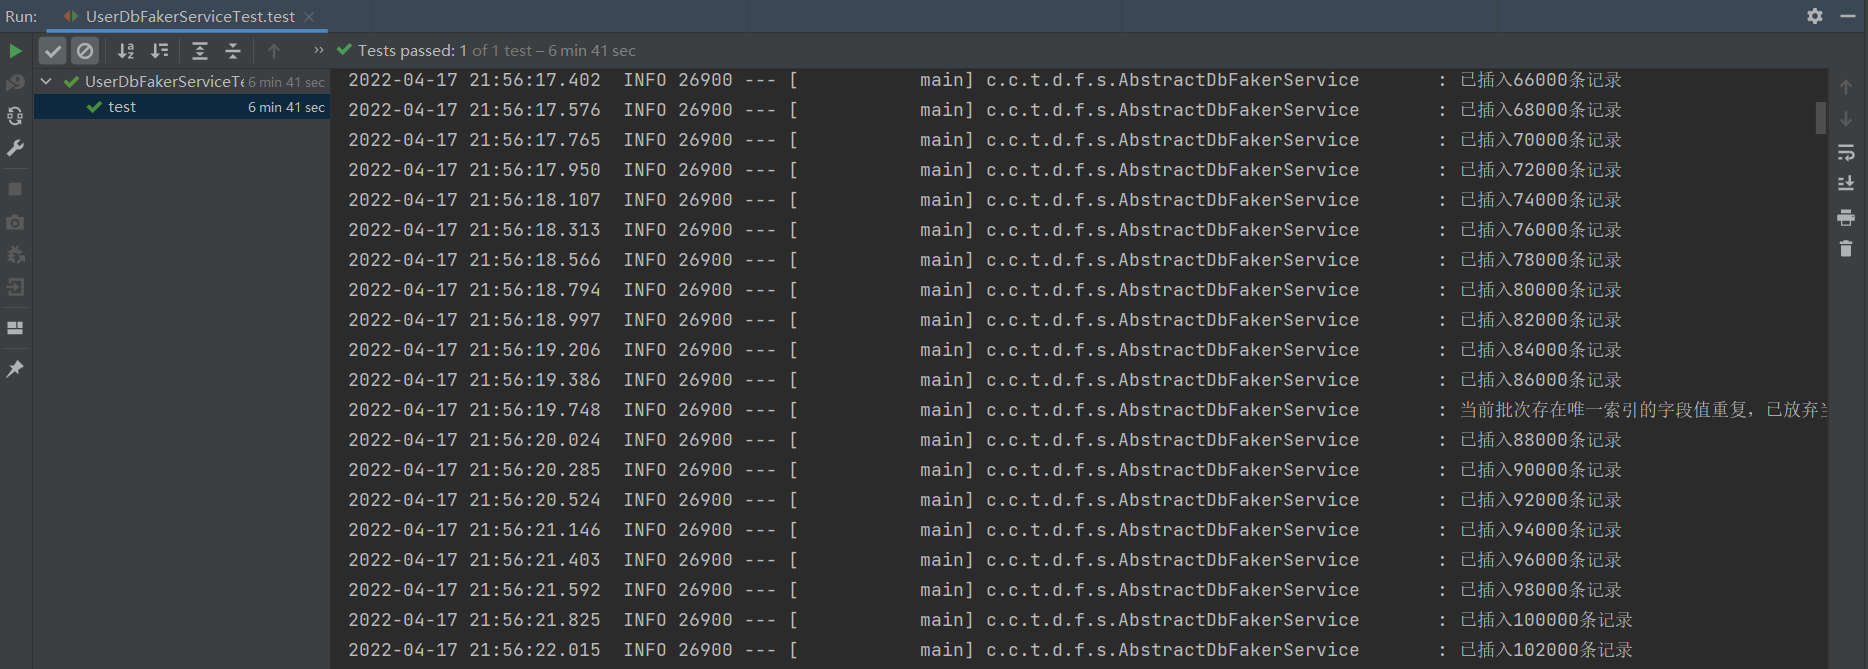 Run: UserDbFakerServiceTest.test
Tests passed: 1 of 1 test – 6 min 41 sec
UserDbFakerServiceTe 6 min 41 sec
test 6 min 41 sec
2022-04-17 21:56:17.402 INFO 26900 --- [ main] c.c.t.d.f.s.AbstractDbFakerService : 已插入66000条记录
2022-04-17 21:56:17.576 INFO 26900 --- [ main] c.c.t.d.f.s.AbstractDbFakerService : 已插入68000条记录
2022-04-17 21:56:17.765 INFO 26900 --- [ main] c.c.t.d.f.s.AbstractDbFakerService : 已插入70000条记录
2022-04-17 21:56:17.950 INFO 26900 --- [ main] c.c.t.d.f.s.AbstractDbFakerService : 已插入72000条记录
2022-04-17 21:56:18.107 INFO 26900 --- [ main] c.c.t.d.f.s.AbstractDbFakerService : 已插入74000条记录
2022-04-17 21:56:18.313 INFO 26900 --- [ main] c.c.t.d.f.s.AbstractDbFakerService : 已插入76000条记录
2022-04-17 21:56:18.566 INFO 26900 --- [ main] c.c.t.d.f.s.AbstractDbFakerService : 已插入78000条记录
2022-04-17 21:56:18.794 INFO 26900 --- [ main] c.c.t.d.f.s.AbstractDbFakerService : 已插入80000条记录
2022-04-17 21:56:18.997 INFO 26900 --- [ main] c.c.t.d.f.s.AbstractDbFakerService : 已插入82000条记录
2022-04-17 21:56:19.206 INFO 26900 --- [ main] c.c.t.d.f.s.AbstractDbFakerService : 已插入84000条记录
2022-04-17 21:56:19.386 INFO 26900 --- [ main] c.c.t.d.f.s.AbstractDbFakerService : 已插入86000条记录
2022-04-17 21:56:19.748 INFO 26900 --- [ main] c.c.t.d.f.s.AbstractDbFakerService : 当前批次存在唯一索引的字段值重复，已放弃
2022-04-17 21:56:20.024 INFO 26900 --- [ main] c.c.t.d.f.s.AbstractDbFakerService : 已插入88000条记录
2022-04-17 21:56:20.285 INFO 26900 --- [ main] c.c.t.d.f.s.AbstractDbFakerService : 已插入90000条记录
2022-04-17 21:56:20.524 INFO 26900 --- [ main] c.c.t.d.f.s.AbstractDbFakerService : 已插入92000条记录
2022-04-17 21:56:21.146 INFO 26900 --- [ main] c.c.t.d.f.s.AbstractDbFakerService : 已插入94000条记录
2022-04-17 21:56:21.403 INFO 26900 --- [ main] c.c.t.d.f.s.AbstractDbFakerService : 已插入96000条记录
2022-04-17 21:56:21.592 INFO 26900 --- [ main] c.c.t.d.f.s.AbstractDbFakerService : 已插入98000条记录
2022-04-17 21:56:21.825 INFO 26900 --- [ main] c.c.t.d.f.s.AbstractDbFakerService : 已插入100000条记录
2022-04-17 21:56:22.015 INFO 26900 --- [ main] c.c.t.d.f.s.AbstractDbFakerService : 已插入102000条记录